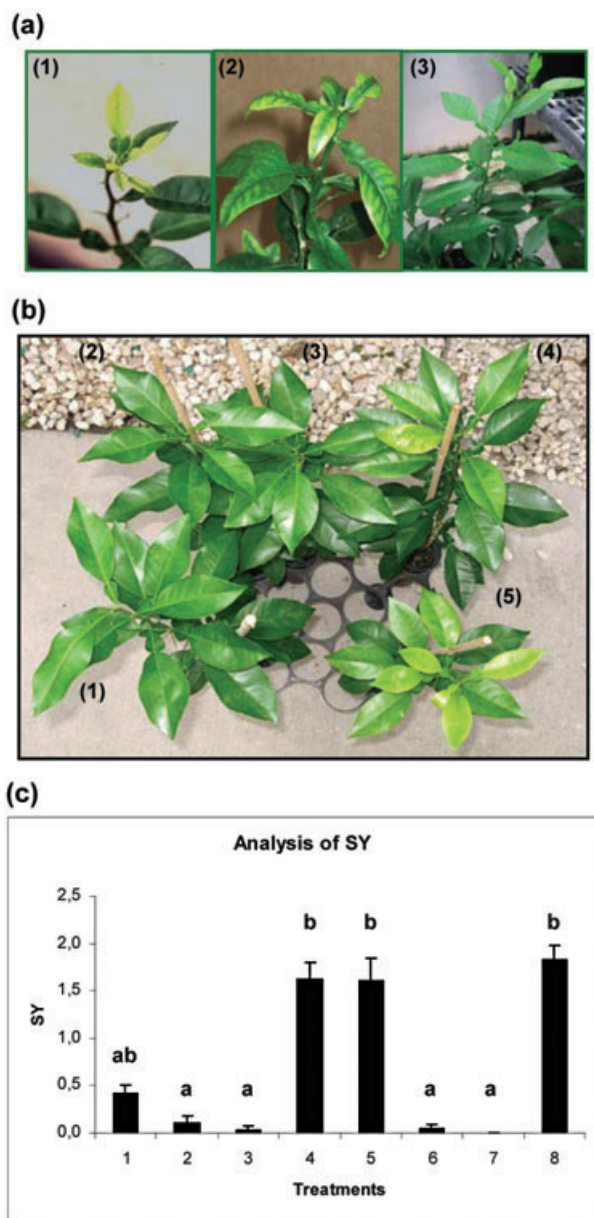 (a)
(1) (2) (3)
(b)
(2) (3) (4)
(5)
(1)
(c)
Analysis of SY
2,5
2,0
1,5
1,0
0,5
0,0
SY
ab a a b b a a b
1 2 3 4 5 6 7 8
Treatments